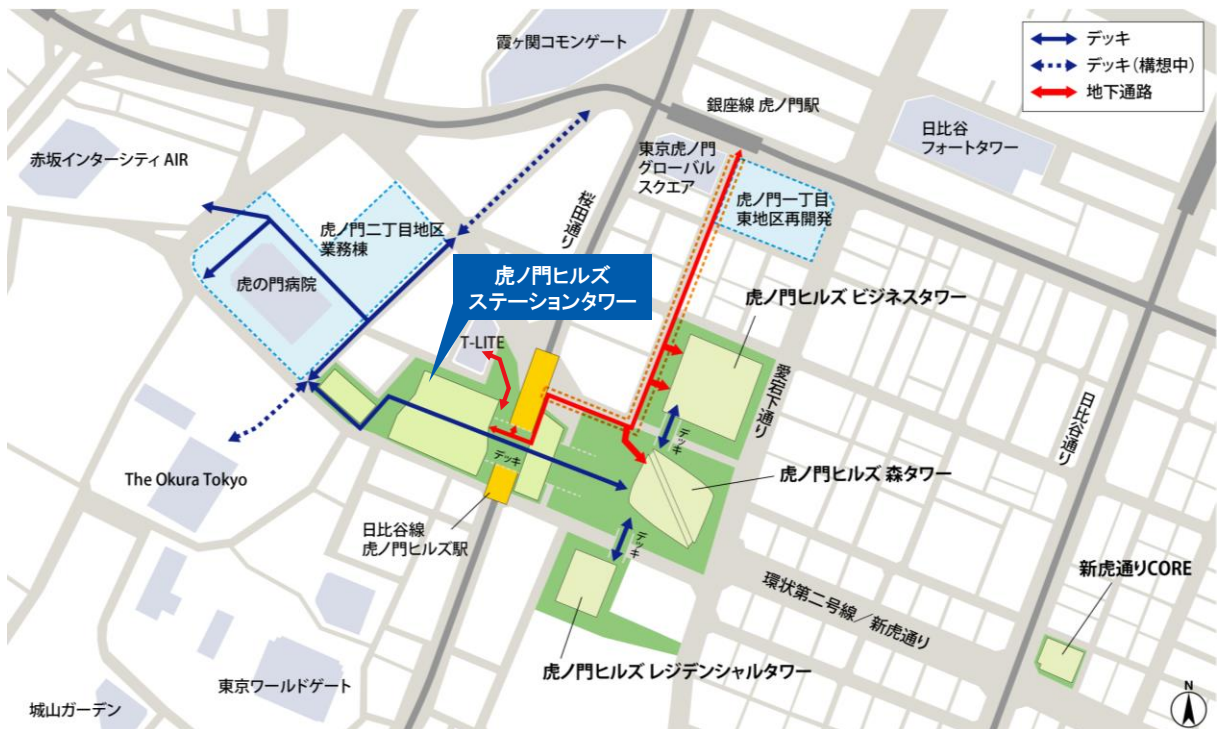 霞ヶ関コモンゲート
デッキ
デッキ(構想中)
地下通路
銀座線 虎ノ門駅
日比谷
フォートタワー
赤坂インターシティ AIR
東京虎ノ門
グローバル
スクエア
桜田通り
虎ノ門一丁目
東地区再開発
虎ノ門二丁目地区
業務棟
虎の門病院
虎ノ門ヒルズ
ステーションタワー
虎ノ門ヒルズ ビジネスタワー
T-LITE
愛宕下通り
日比谷通り
デッキ
デッキ
虎ノ門ヒルズ 森タワー
The Okura Tokyo
日比谷線
虎ノ門ヒルズ駅
デッキ
環状第二号線/新虎通り
新虎通りCORE
虎ノ門ヒルズ レジデンシャルタワー
東京ワールドゲート
城山ガーデン
N